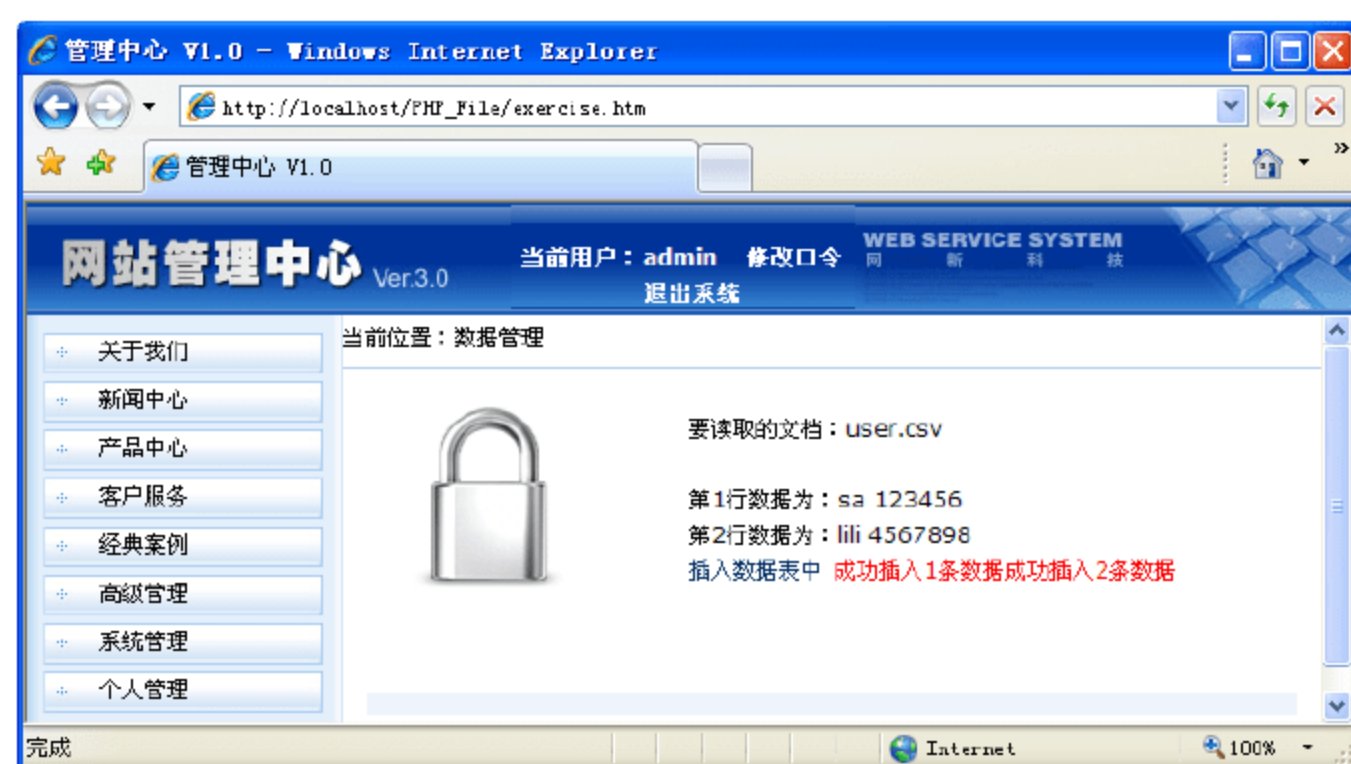 管理中心 V1.0 - Windows Internet Explorer
http://localhost/PHP_File/exercise.htm
管理中心 V1.0
网站管理中心 Ver.3.0
当前用户：admin 修改口令
退出系统
WEB SERVICE SYSTEM
网 新 科 技
关于我们
新闻中心
产品中心
客户服务
经典案例
高级管理
系统管理
个人管理
当前位置：数据管理
要读取的文档：user.csv
第1行数据为：sa 123456
第2行数据为：lili 4567898
插入数据表中 成功插入1条数据成功插入2条数据
完成
Internet
100%